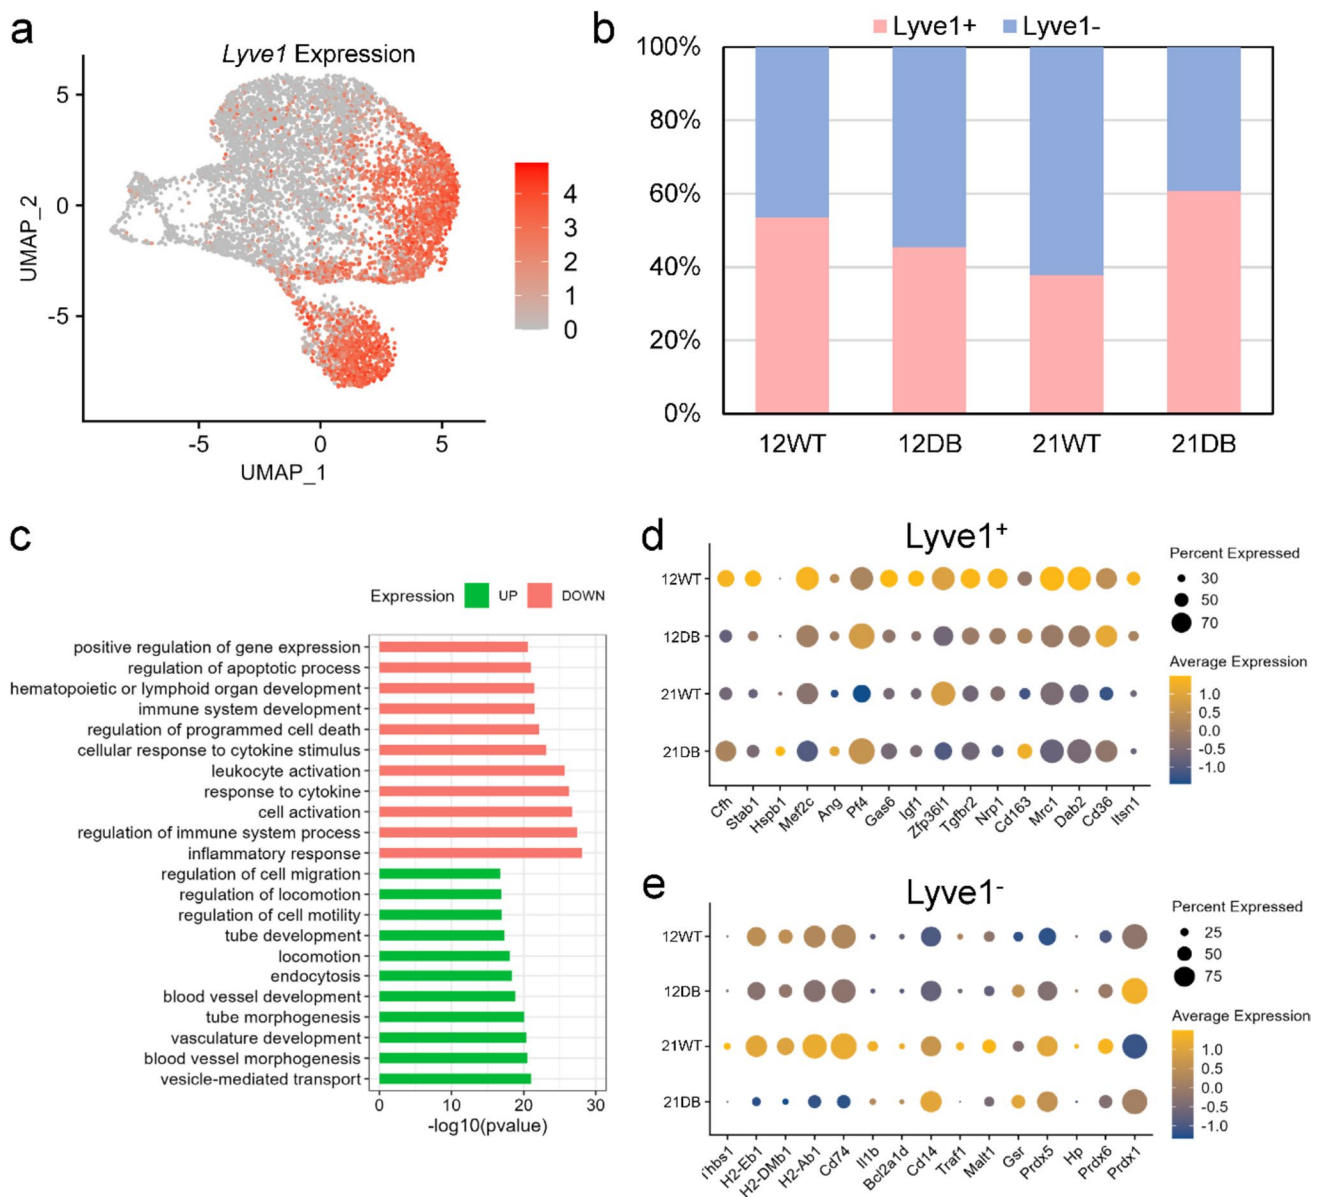 a
Lyve1 Expression
5
0
-5
UMAP_2
-5 0 5
UMAP_1
4
3
2
1
0
b
Lyve1+ Lyve1-
100%
80%
60%
40%
20%
0%
12WT 12DB 21WT 21DB
c
Expression UP DOWN
positive regulation of gene expression
regulation of apoptotic process
hematopoietic or lymphoid organ development
immune system development
regulation of programmed cell death
cellular response to cytokine stimulus
leukocyte activation
response to cytokine
cell activation
regulation of immune system process
inflammatory response
regulation of cell migration
regulation of locomotion
regulation of cell motility
tube development
locomotion
endocytosis
blood vessel development
tube morphogenesis
vasculature development
blood vessel morphogenesis
vesicle-mediated transport
0 10 20 30
-log10(pvalue)
d
Lyve1+
12WT
12DB
21WT
21DB
Cfh Stab1 Hspb1 Mef2c Ang Pf4 Gas6 Igf1 Zfp36l1 Tgfbr2 Nrp1 Cd163 Mrc1 Dab2 Cd36 Itsn1
Percent Expressed
30
50
70
Average Expression
1.0
0.5
0.0
-0.5
-1.0
e
Lyve1-
12WT
12DB
21WT
21DB
H2-Eb1 H2-DMb1 H2-Ab1 Cd74 Il1b Bcl2a1d Cd14 Traf1 Malt1 Gsr Prdx5 Hp Prdx6 Prdx1
Percent Expressed
25
50
75
Average Expression
1.0
0.5
0.0
-0.5
-1.0